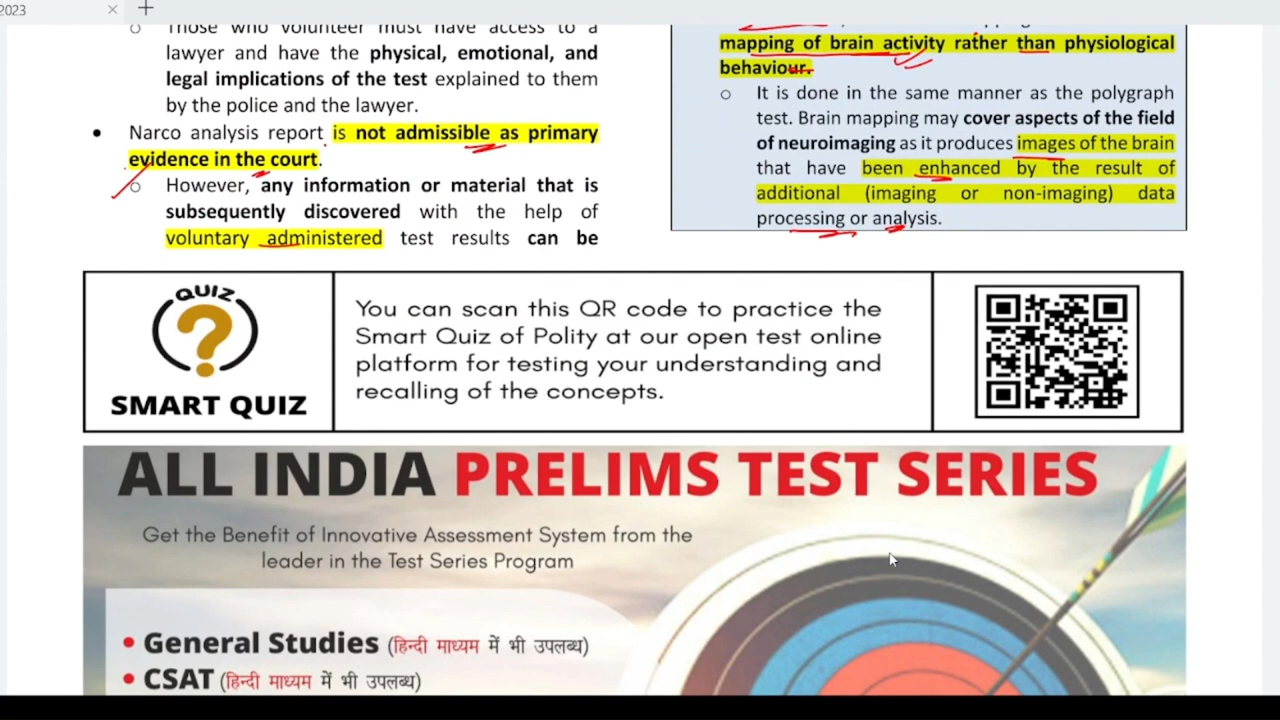 2023
Those who volunteer must have access to a
lawyer and have the physical, emotional, and
legal implications of the test explained to them
by the police and the lawyer.
Narco analysis report is not admissible as primary
evidence in the court.
However, any information or material that is
subsequently discovered with the help of
voluntary administered test results can be
mapping of brain activity rather than physiological
behaviour.
It is done in the same manner as the polygraph
test. Brain mapping may cover aspects of the field
of neuroimaging as it produces images of the brain
that have been enhanced by the result of
additional (imaging or non-imaging) data
processing or analysis.
QUIZ
SMART QUIZ
You can scan this QR code to practice the
Smart Quiz of Polity at our open test online
platform for testing your understanding and
recalling of the concepts.
ALL INDIA PRELIMS TEST SERIES
Get the Benefit of Innovative Assessment System from the
leader in the Test Series Program
• General Studies (हिन्दी माध्यम में भी उपलब्ध)
• CSAT (हिन्दी माध्यम में भी उपलब्ध)